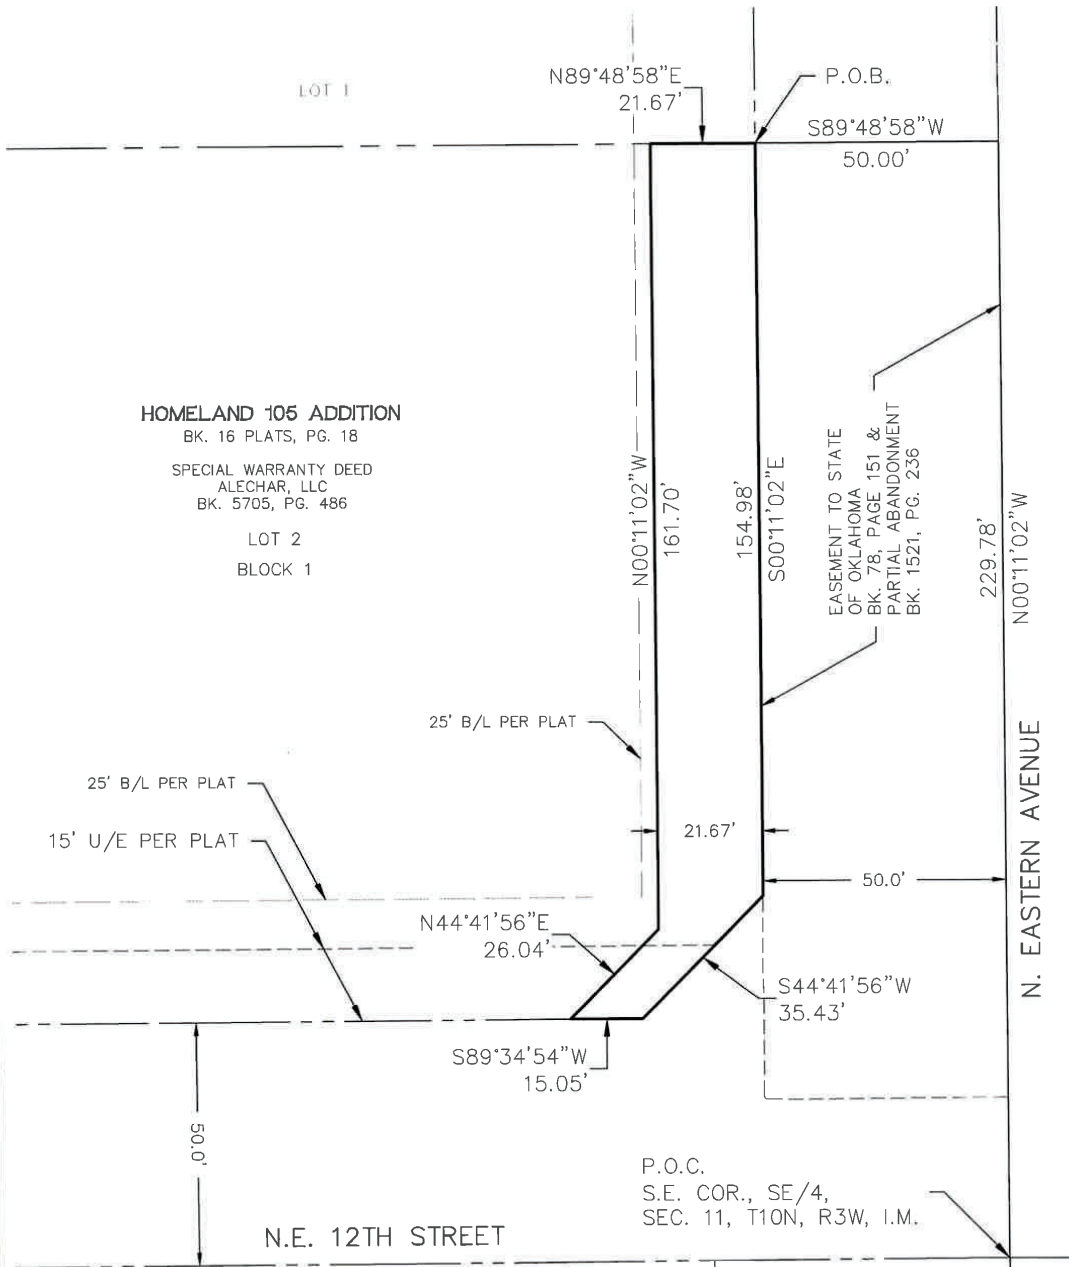 LOT 1
N89°48'58"E
21.67'
P.O.B.
S89°48'58"W
50.00'
HOMELAND 105 ADDITION
BK. 16 PLATS, PG. 18
SPECIAL WARRANTY DEED
ALECHAR, LLC
BK. 5705, PG. 486
LOT 2
BLOCK 1
N00°11'02"W
161.70'
154.98'
S00°11'02"E
EASEMENT TO STATE
OF OKLAHOMA
BK. 78, PAGE 151 &
PARTIAL ABANDONMENT
BK. 1521, PG. 236
229.78'
N00°11'02"W
25' B/L PER PLAT
25' B/L PER PLAT
15' U/E PER PLAT
21.67'
50.0'
N. EASTERN AVENUE
N44°41'56"E
26.04'
S44°41'56"W
35.43'
S89°34'54"W
15.05'
50.0'
P.O.C.
S.E. COR., SE/4,
SEC. 11, T10N, R3W, I.M.
N.E. 12TH STREET